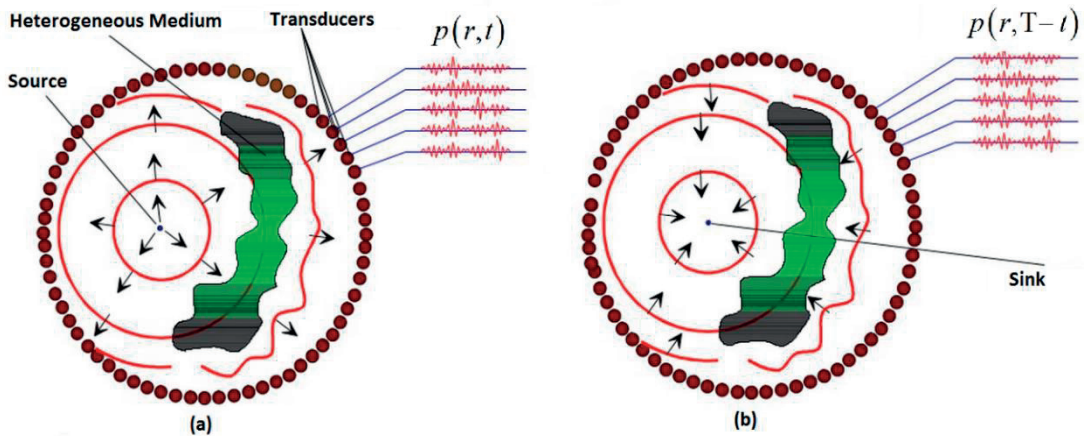 Heterogeneous Medium
Transducers
p(r,t)
Source
(a)
p(r,T-t)
Sink
(b)